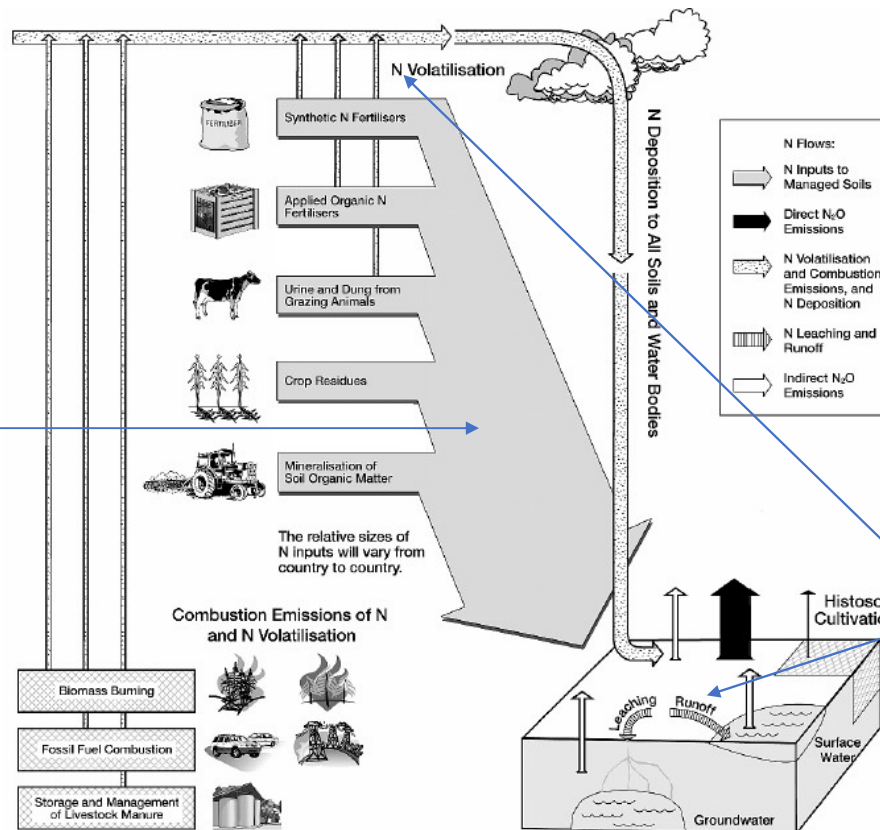 N Volatilisation
FERTILIZER
Synthetic N Fertilisers
Applied Organic N
Fertilisers
Urine and Dung from
Grazing Animals
Crop Residues
Mineralisation of
Soil Organic Matter
The relative sizes of
N inputs will vary from
country to country.
N Deposition to All Soils and Water Bodies
N Flows:
N Inputs to
Managed Soils
Direct N₂O
Emissions
N Volatilisation
and Combustion
Emissions, and
N Deposition
N Leaching and
Runoff
Indirect N₂O
Emissions
Combustion Emissions of N
and N Volatilisation
Biomass Burning
Fossil Fuel Combustion
Storage and Management
of Livestock Manure
Histoso
Cultivatio
Leaching
Runoff
Surface
Water
Groundwater